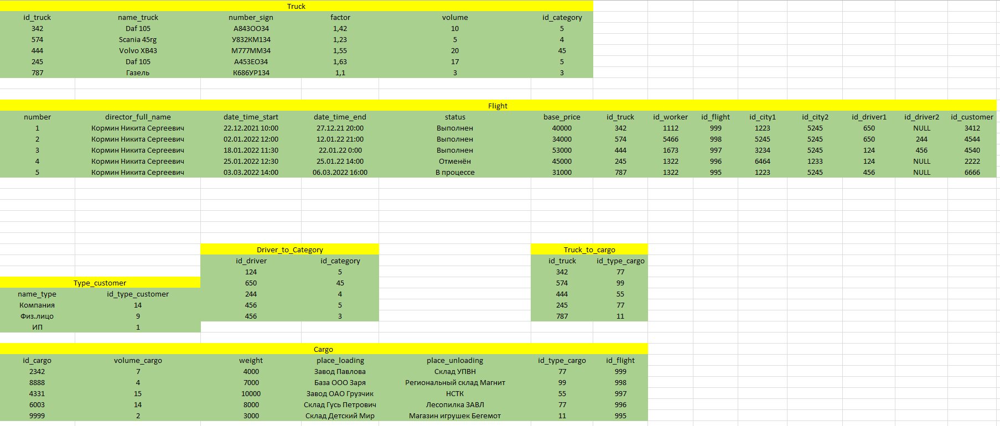 Truck
id_truck name_truck number_sign factor volume id_category
342 Daf 105 А843ОО34 1,42 10 5
574 Scania 45rg У832КМ134 1,23 5 4
444 Volvo XB43 М777ММ34 1,55 20 45
245 Daf 105 А453ЕО34 1,63 17 5
787 Газель К686УР134 1,1 3 3
Flight
number director_full_name date_time_start date_time_end status base_price id_truck id_worker id_flight id_city1 id_city2 id_driver1 id_driver2 id_customer
1 Кормин Никита Сергеевич 22.12.2021 10:00 27.12.21 20:00 Выполнен 40000 342 1112 999 1223 5245 650 NULL 3412
2 Кормин Никита Сергеевич 02.01.2022 12:00 12.01.22 21:00 Выполнен 34000 574 5466 998 5245 5245 650 244 4544
3 Кормин Никита Сергеевич 18.01.2022 11:30 22.01.22 0:00 Выполнен 53000 444 1673 997 3234 5245 124 456 4540
4 Кормин Никита Сергеевич 25.01.2022 12:30 25.01.22 14:00 Отменён 45000 245 1322 996 6464 1233 124 NULL 2222
5 Кормин Никита Сергеевич 03.03.2022 14:00 06.03.2022 16:00 В процессе 31000 787 1322 995 1223 5245 456 NULL 6666
Driver_to_Category
id_driver id_category
124 5
650 45
244 4
456 5
456 3
Truck_to_cargo
id_truck id_type_cargo
342 77
574 99
444 55
245 77
787 11
Type_customer
name_type id_type_customer
Компания 14
Физ.лицо 9
ИП 1
Cargo
id_cargo volume_cargo weight place_loading place_unloading id_type_cargo id_flight
2342 7 4000 Завод Павлова Склад УПВН 77 999
8888 4 7000 База ООО Заря Региональный склад Магнит 99 998
4331 15 10000 Завод ОАО Грузчик НСТК 55 997
6003 14 8000 Склад Гусь Петрович Лесопилка ЗАВЛ 77 996
9999 2 3000 Склад Детский Мир Магазин игрушек Бегемот 11 995